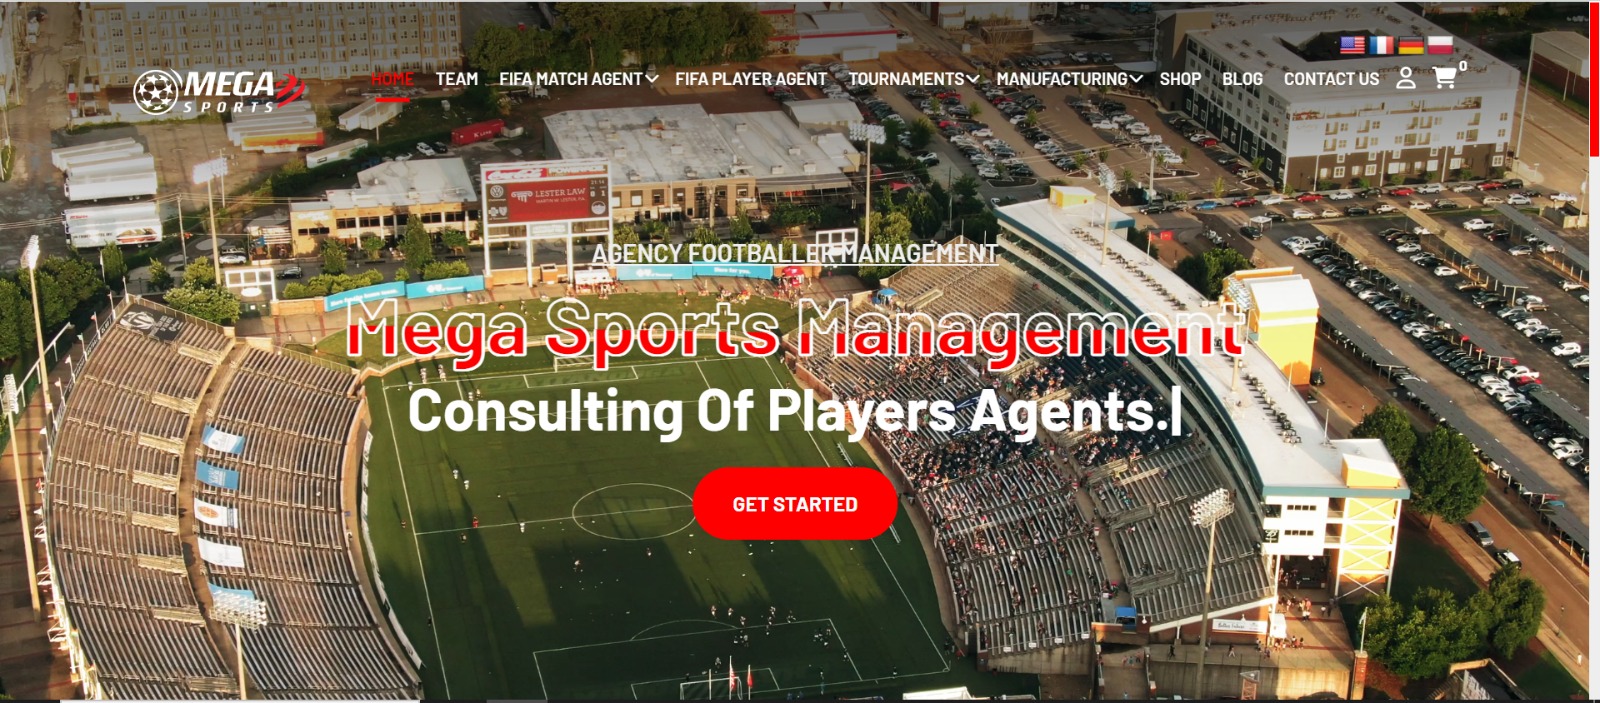 MEGA
SPORTS
HOME TEAM FIFA MATCH AGENT FIFA PLAYER AGENT TOURNAMENTS MANUFACTURING SHOP BLOG CONTACT US 0
LESTER LAW
AGENCY FOOTBALLER MANAGEMENT
Mega Sports Management
Consulting Of Players Agents.
GET STARTED